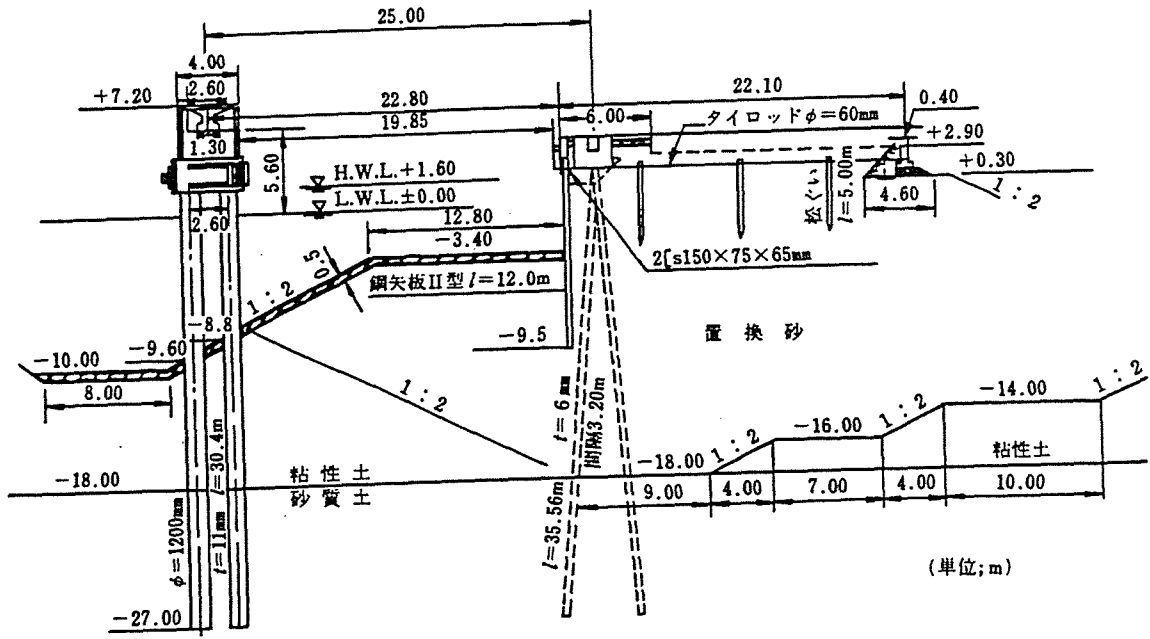 25.00
4.00
2.60
+7.20
22.80
22.10
6.00
タイロッドφ=60mm
0.40
19.85
1.30
5.60
+2.90
H.W.L.+1.60
+0.30
L.W.L.±0.00
松ぐい
l=5.00m
4.60
1:2
2.60
12.80
-3.40
2[s150×75×65mm
0.5
1:2
鋼矢板II型 l=12.0m
-8.8
-9.60
-9.5
置換砂
-10.00
8.00
1:2
t=6mm
間隔3.20m
-14.00
1:2
-16.00
1:2
1:2
-18.00
粘性土
l=30.4m
粘性土
-18.00
砂質土
9.00
4.00
7.00
4.00
10.00
φ=1200mm
t=11mm
l=35.56m
(単位;m)
-27.00